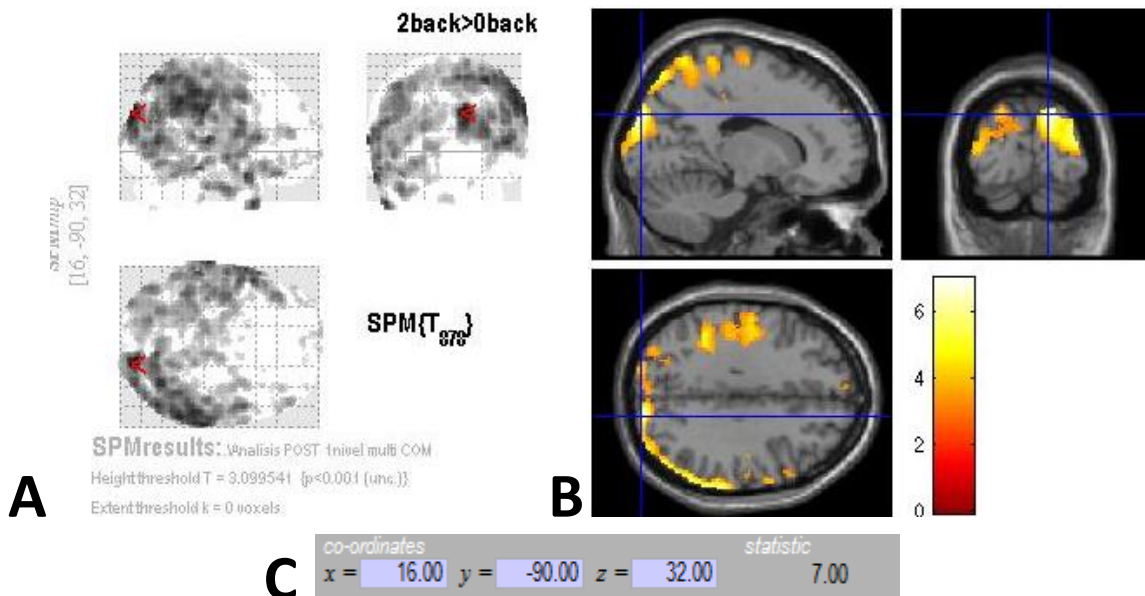 2back>0back
SPMmip
[16, -90, 32]
SPM{T878}
SPMresults: .\Analisis POST 1nivel multi COM
Height threshold T = 3.099541 {p<0.001 (unc.)}
Extent threshold k = 0 voxels
A
B
6
4
2
0
C
co-ordinates statistic
x = 16.00 y = -90.00 z = 32.00 7.00